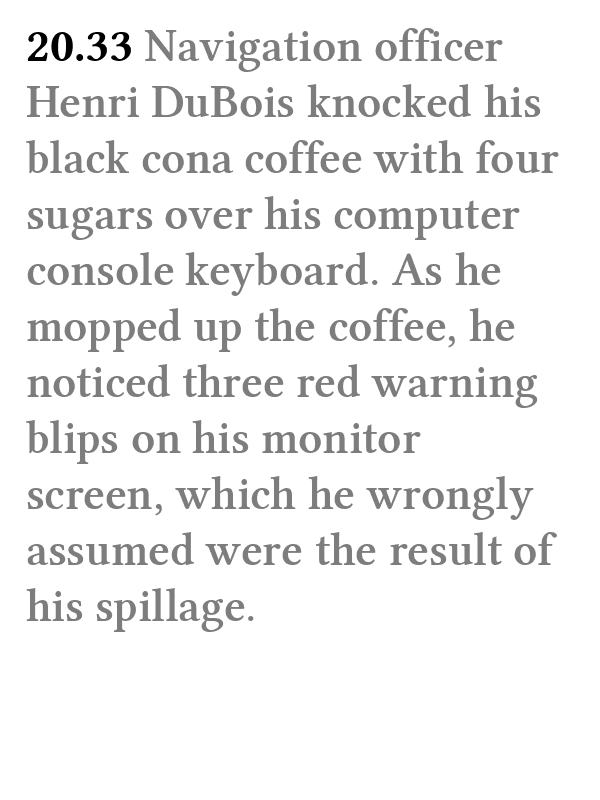 20.33 Navigation officer
Henri DuBois knocked his
black cona coffee with four
sugars over his computer
console keyboard. As he
mopped up the coffee, he
noticed three red warning
blips on his monitor
screen, which he wrongly
assumed were the result of
his spillage.